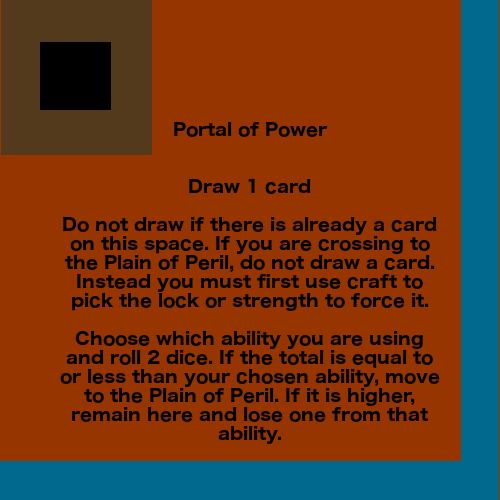 Portal of Power
Draw 1 card
Do not draw if there is already a card
on this space. If you are crossing to
the Plain of Peril, do not draw a card.
Instead you must first use craft to
pick the lock or strength to force it.
Choose which ability you are using
and roll 2 dice. If the total is equal to
or less than your chosen ability, move
to the Plain of Peril. If it is higher,
remain here and lose one from that
ability.